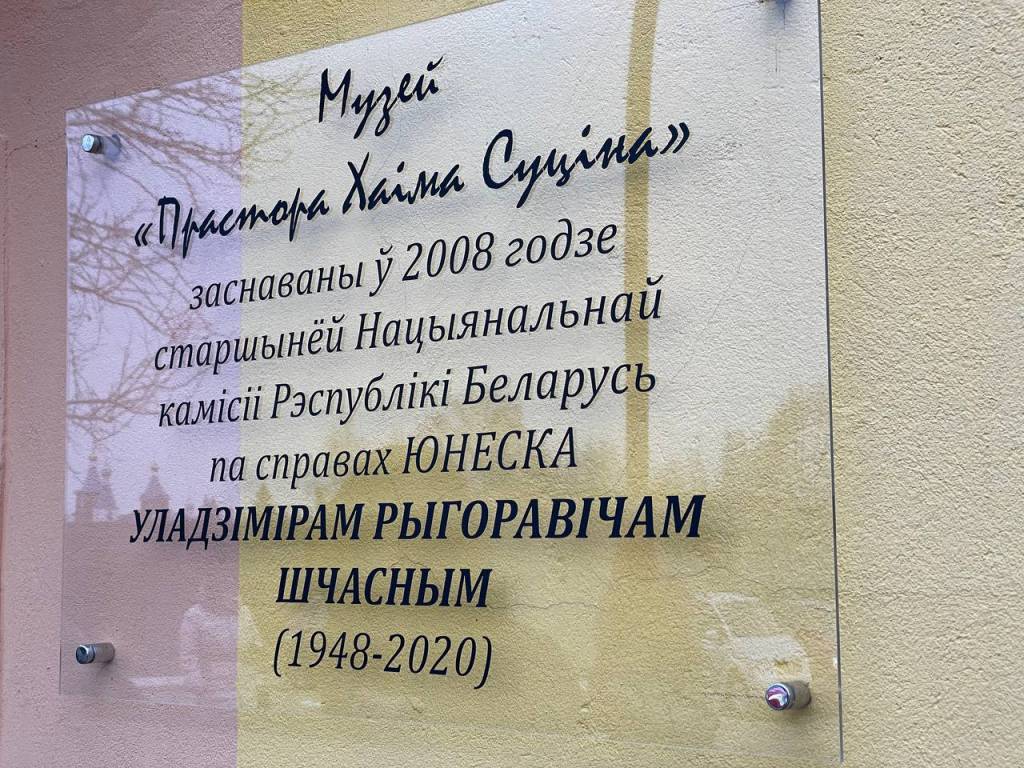 Музей
«Прастора Хаіма Суціна»
заснаваны ў 2008 годзе
старшынёй Нацыянальнай
камісіі Рэспублікі Беларусь
па справах ЮНЕСКА
УЛАДЗІМІРАМ РЫГОРАВІЧАМ
ШЧАСНЫМ
(1948-2020)